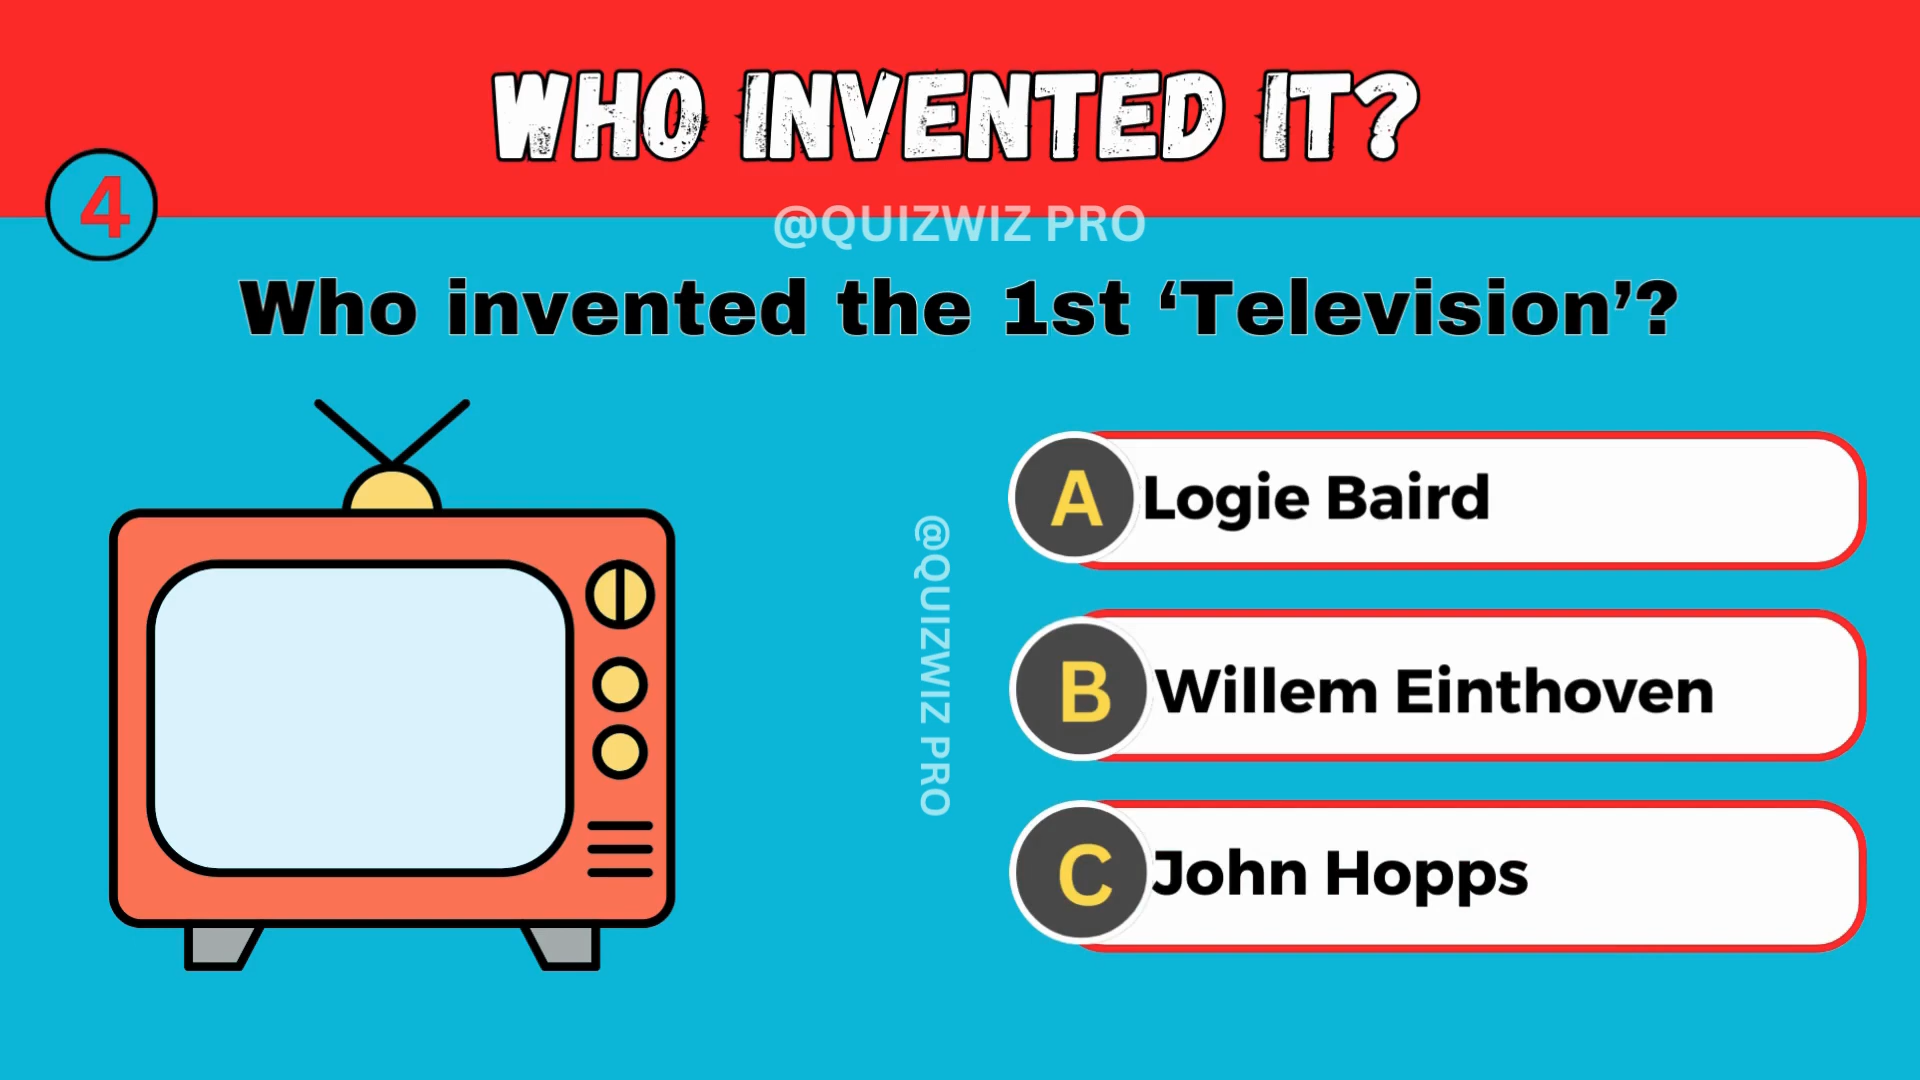 WHO INVENTED IT?
4
@QUIZWIZ PRO
Who invented the 1st ‘Television’?
A Logie Baird
@QUIZWIZ PRO
B Willem Einthoven
C John Hopps